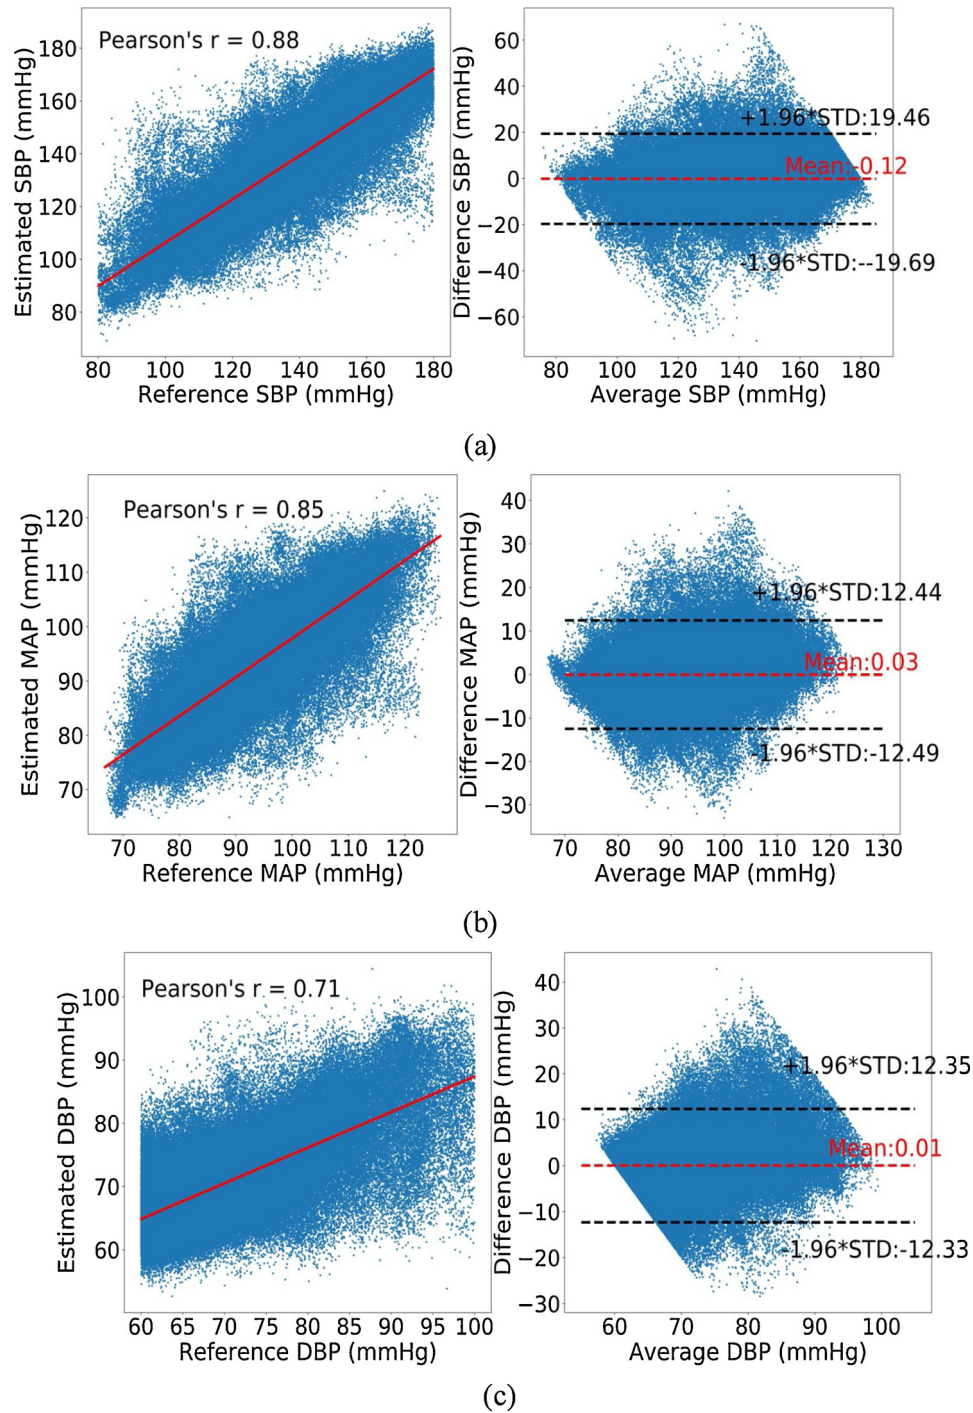 Pearson's r = 0.88
Estimated SBP (mmHg)
180
160
140
120
100
80
80 100 120 140 160 180
Reference SBP (mmHg)
Difference SBP (mmHg)
60
40
20
0
−20
−40
−60
+1.96*STD:19.46
Mean:-0.12
-1.96*STD:--19.69
80 100 120 140 160 180
Average SBP (mmHg)
(a)
Pearson's r = 0.85
Estimated MAP (mmHg)
120
110
100
90
80
70
70 80 90 100 110 120
Reference MAP (mmHg)
Difference MAP (mmHg)
40
30
20
10
0
−10
−20
−30
+1.96*STD:12.44
Mean:0.03
-1.96*STD:-12.49
70 80 90 100 110 120 130
Average MAP (mmHg)
(b)
Pearson's r = 0.71
Estimated DBP (mmHg)
100
90
80
70
60
60 65 70 75 80 85 90 95 100
Reference DBP (mmHg)
Difference DBP (mmHg)
40
30
20
10
0
−10
−20
−30
+1.96*STD:12.35
Mean:0.01
-1.96*STD:-12.33
60 70 80 90 100
Average DBP (mmHg)
(c)